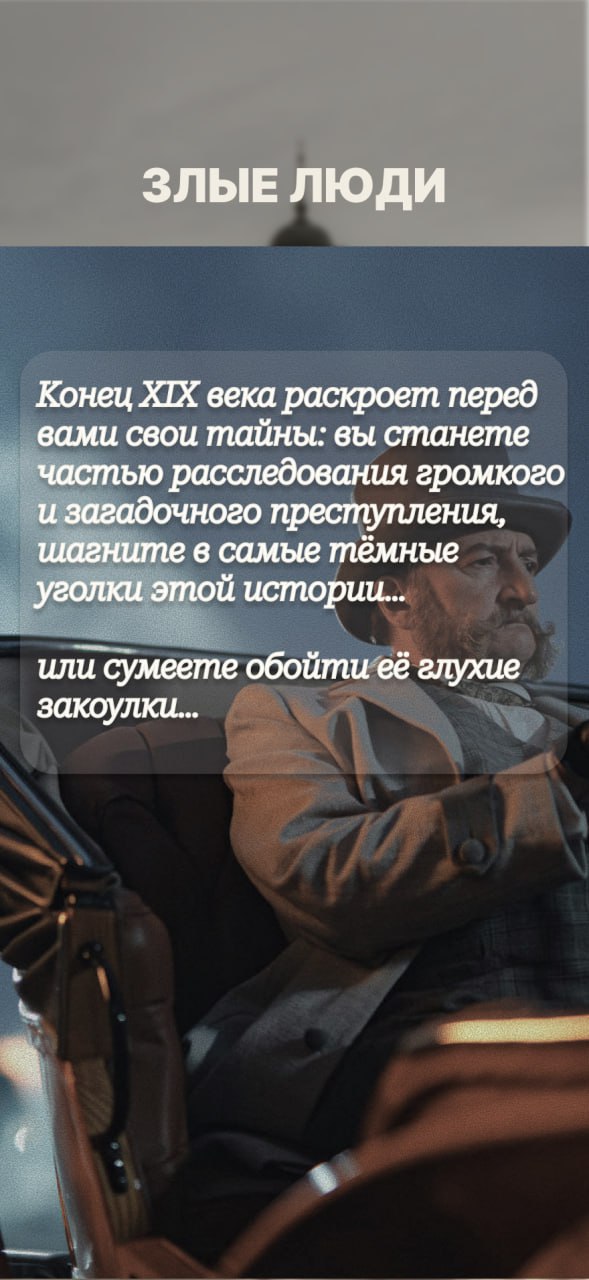 ЗЛЫЕ ЛЮДИ
Конец XIX века раскроет перед
вами свои тайны: вы станете
частью расследования громкого
и загадочного преступления,
шагните в самые тёмные
уголки этой истории...
или сумеете обойти её глухие
закоулки...